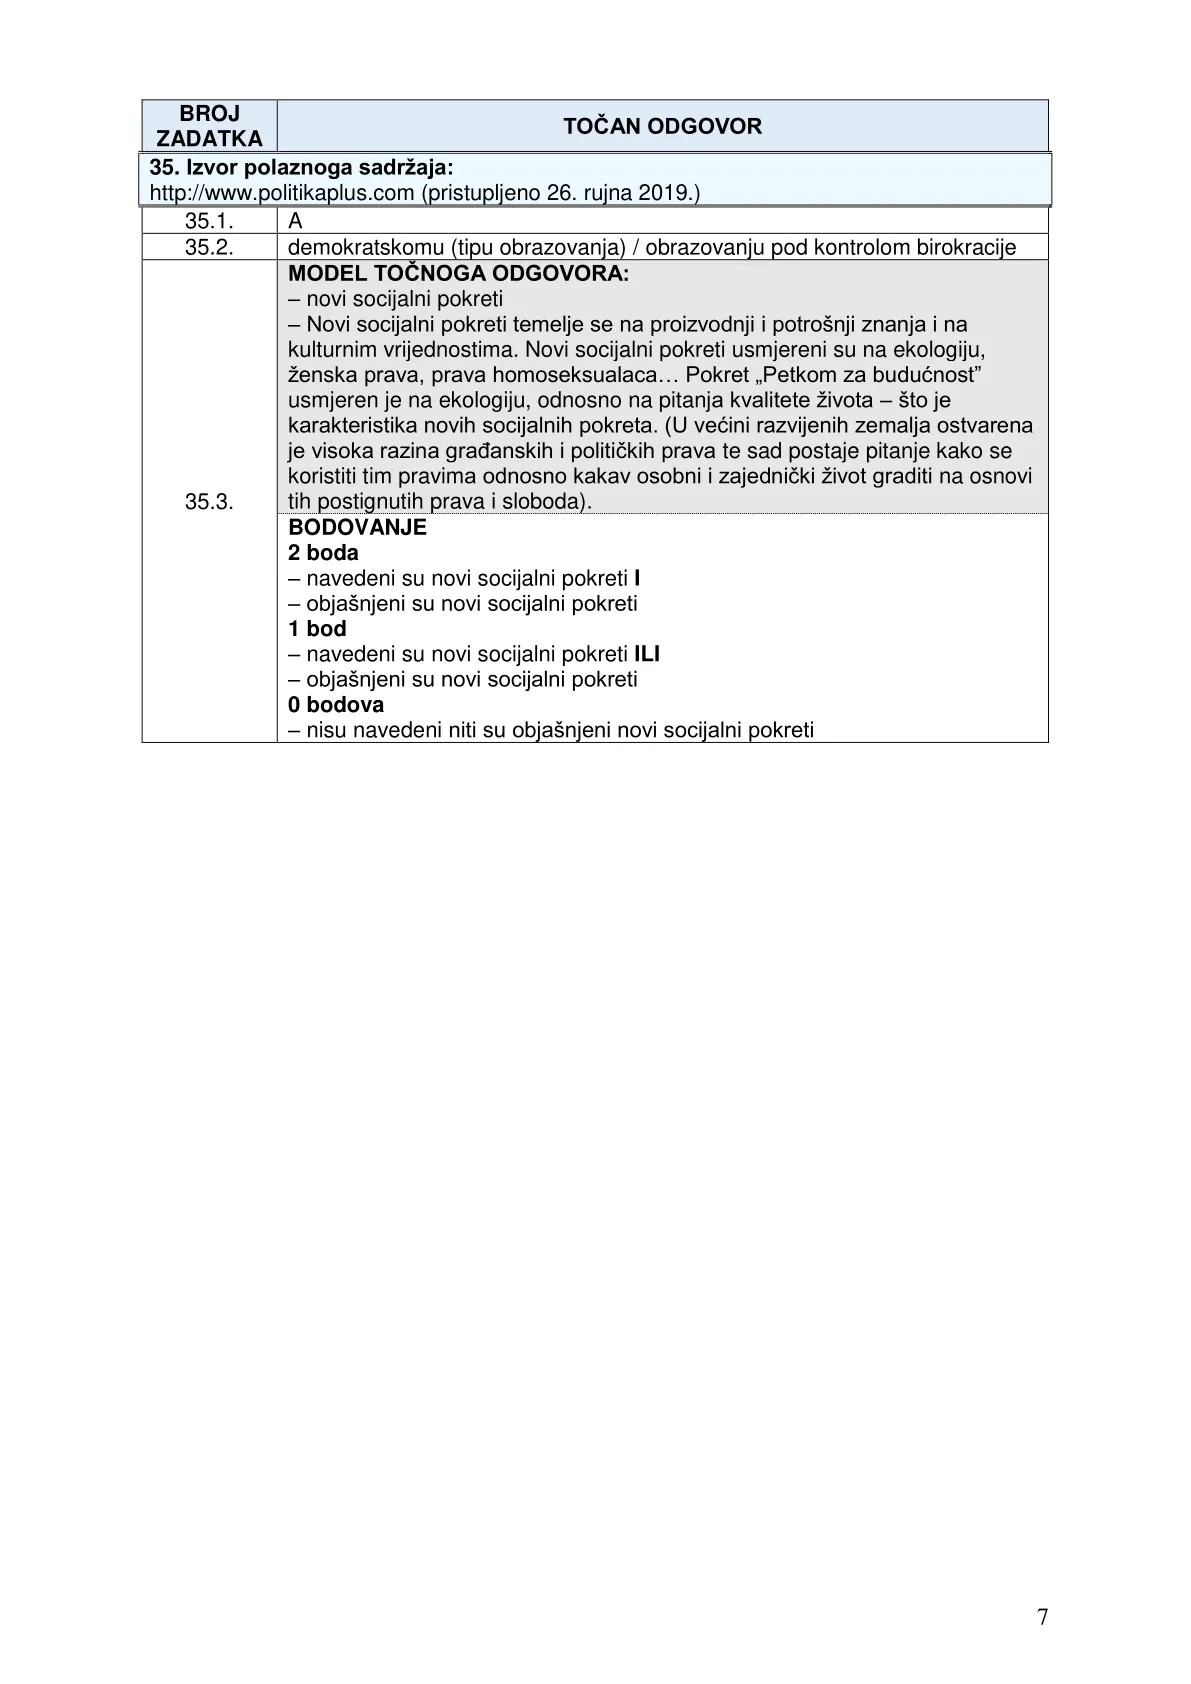 BROJ
ZADATKA
TOČAN ODGOVOR
35. Izvor polaznoga sadržaja:
http://www.politikaplus.com (pristupljeno 26. rujna 2019.)
35.1.
A
35.2.
demokratskomu (tipu obrazovanja) / obrazovanju pod kontrolom birokracije
35.3.
MODEL TOČNOGA ODGOVORA:
– novi socijalni pokreti
– Novi socijalni pokreti temelje se na proizvodnji i potrošnji znanja i na
kulturnim vrijednostima. Novi socijalni pokreti usmjereni su na ekologiju,
ženska prava, prava homoseksualaca… Pokret „Petkom za budućnost”
usmjeren je na ekologiju, odnosno na pitanja kvalitete života – što je
karakteristika novih socijalnih pokreta. (U većini razvijenih zemalja ostvarena
je visoka razina građanskih i političkih prava te sad postaje pitanje kako se
koristiti tim pravima odnosno kakav osobni i zajednički život graditi na osnovi
tih postignutih prava i sloboda).
BODOVANJE
2 boda
– navedeni su novi socijalni pokreti I
– objašnjeni su novi socijalni pokreti
1 bod
– navedeni su novi socijalni pokreti ILI
– objašnjeni su novi socijalni pokreti
0 bodova
– nisu navedeni niti su objašnjeni novi socijalni pokreti
7